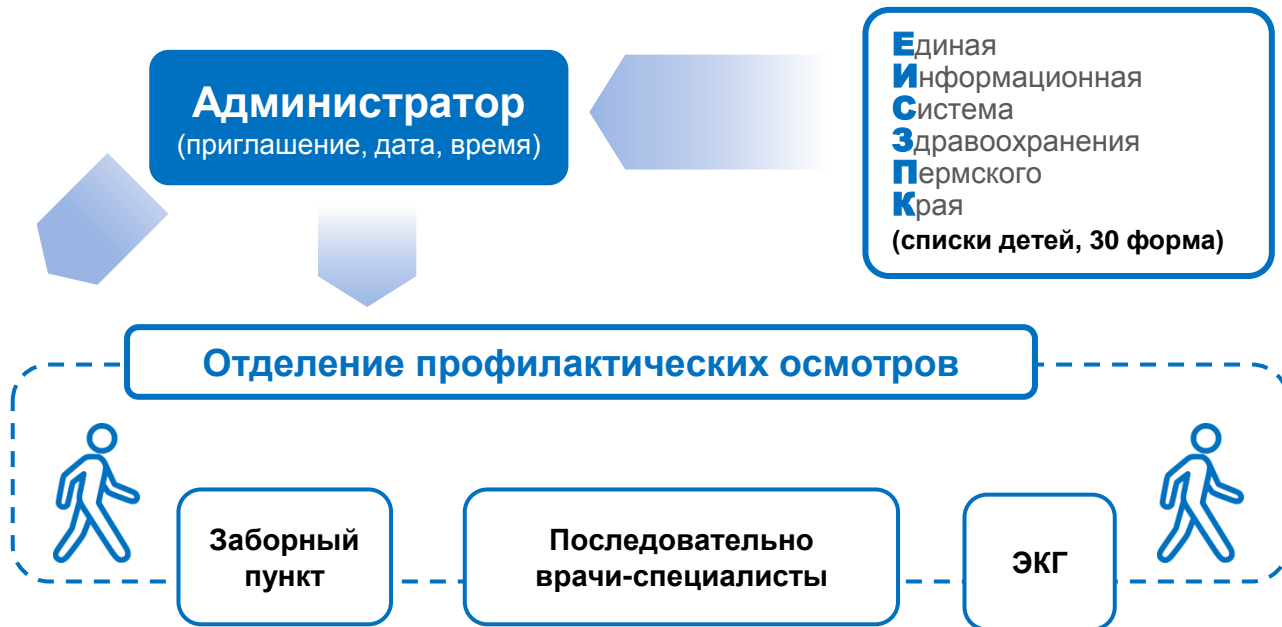 Администратор
(приглашение, дата, время)
Единая
Информационная
Система
Здравоохранения
Пермского
Края
(списки детей, 30 форма)
Отделение профилактических осмотров
Заборный
пункт
Последовательно
врачи-специалисты
ЭКГ